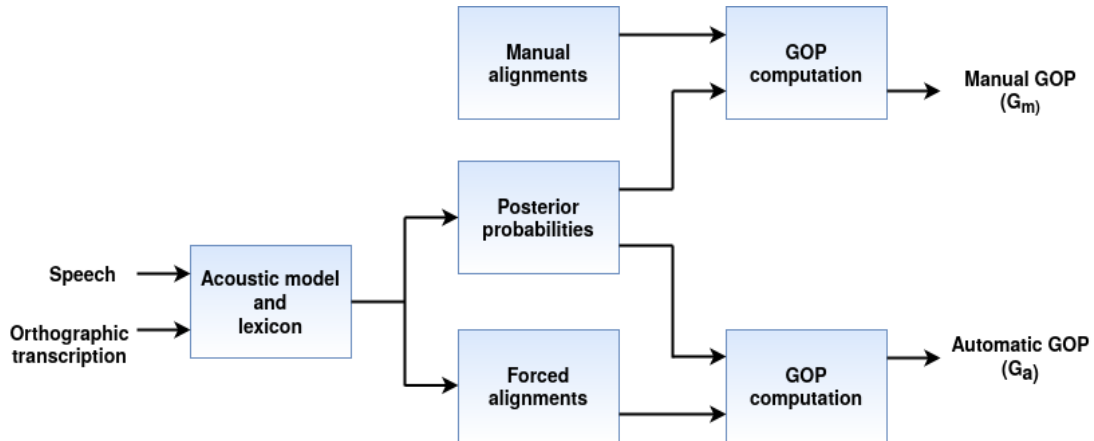 Manual
alignments
GOP
computation
Manual GOP
(Gm)
Posterior
probabilities
Speech
Acoustic model
and
lexicon
Orthographic
transcription
Forced
alignments
GOP
computation
Automatic GOP
(Ga)